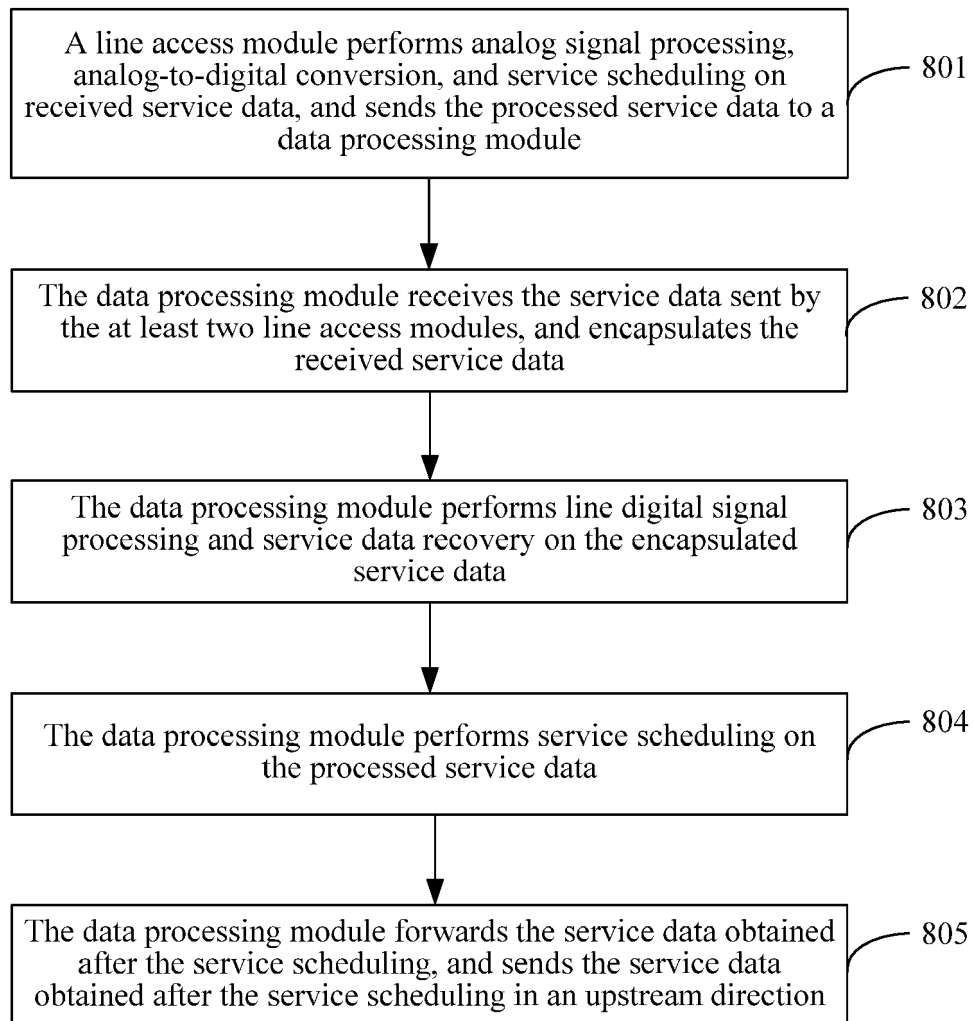 A line access module performs analog signal processing,
analog-to-digital conversion, and service scheduling on
received service data, and sends the processed service data to a
data processing module
801
The data processing module receives the service data sent by
the at least two line access modules, and encapsulates the
received service data
802
The data processing module performs line digital signal
processing and service data recovery on the encapsulated
service data
803
The data processing module performs service scheduling on
the processed service data
804
The data processing module forwards the service data obtained
after the service scheduling, and sends the service data
obtained after the service scheduling in an upstream direction
805